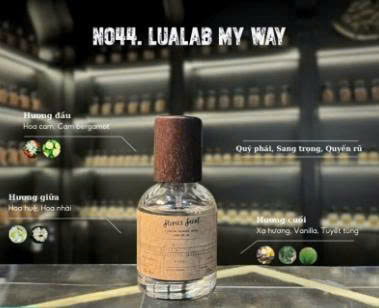 NO44. LUALAB MY WAY
Hương đầu
Hoa cam, Cam bergamot
Quý phái, Sang trọng, Quyến rũ
Hương giữa
Hoa huệ, Hoa nhài
Hương cuối
Xạ hương, Vanilla, Tuyết tùng